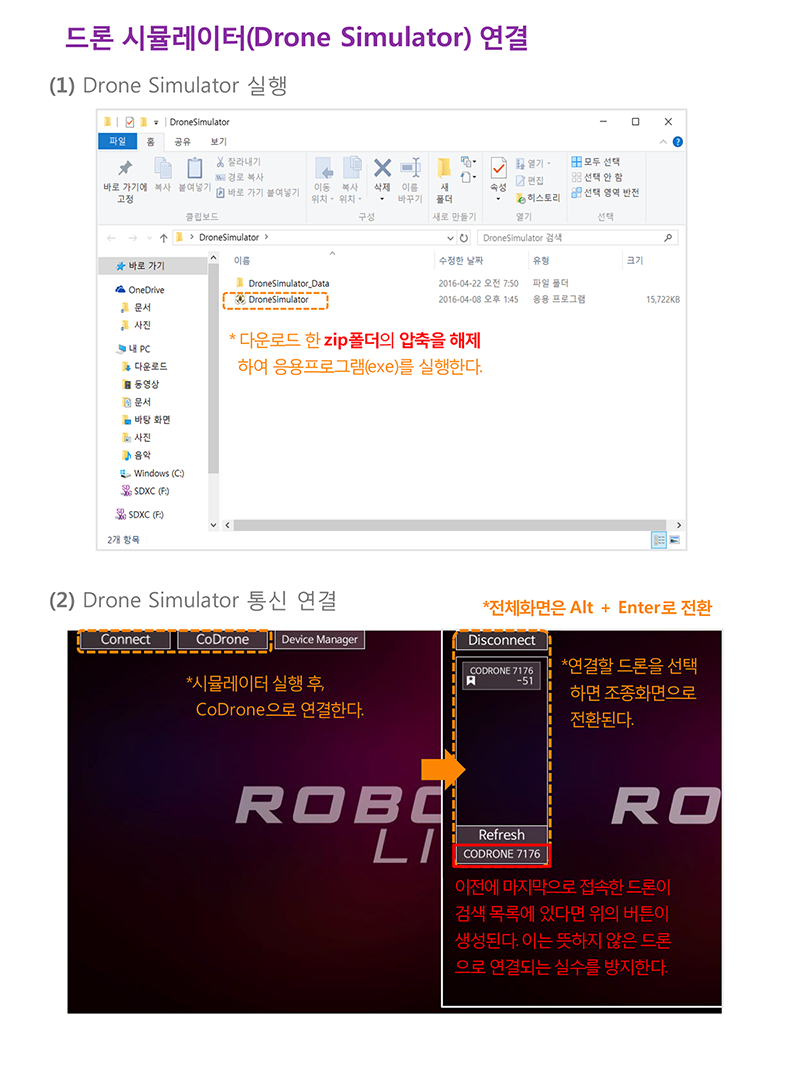 드론 시뮬레이터(Drone Simulator) 연결
(1) Drone Simulator 실행
DroneSimulator
파일 홈 공유 보기
바로 가기에 고정
복사
붙여넣기
잘라내기
경로 복사
바로 가기 붙여넣기
클립보드
이동 위치
복사 위치
삭제
이름 바꾸기
구성
새 폴더
새로 만들기
속성
열기
편집
히스토리
열기
모두 선택
선택 안 함
선택 영역 반전
선택
DroneSimulator
DroneSimulator 검색
바로 가기
OneDrive
문서
사진
내 PC
다운로드
동영상
문서
바탕 화면
사진
음악
Windows (C:)
SDXC (F:)
SDXC (F:)
2개 항목
이름 수정한 날짜 유형 크기
DroneSimulator_Data 2016-04-22 오전 7:50 파일 폴더
DroneSimulator 2016-04-08 오후 1:45 응용 프로그램 15,722KB
* 다운로드 한 zip폴더의 압축을 해제
하여 응용프로그램(exe)를 실행한다.
(2) Drone Simulator 통신 연결
*전체화면은 Alt + Enter로 전환
Connect CoDrone Device Manager
*시뮬레이터 실행 후,
CoDrone으로 연결한다.
ROBO
LI
Disconnect
CODRONE 7176
-51
*연결할 드론을 선택
하면 조종화면으로
전환된다.
RO
Refresh
CODRONE 7176
이전에 마지막으로 접속한 드론이
검색 목록에 있다면 위의 버튼이
생성된다. 이는 뜻하지 않은 드론
으로 연결되는 실수를 방지한다.